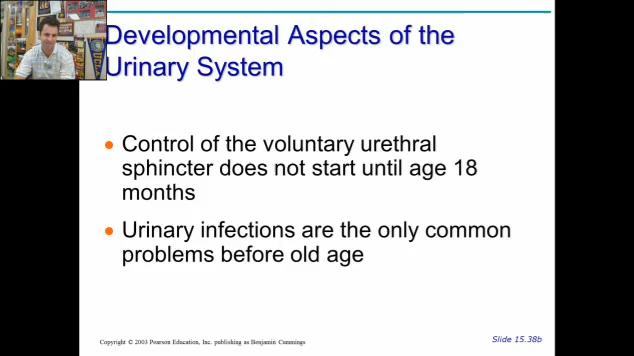 Developmental Aspects of the
Urinary System
● Control of the voluntary urethral
sphincter does not start until age 18
months
● Urinary infections are the only common
problems before old age
Copyright © 2003 Pearson Education, Inc. publishing as Benjamin Cummings
Slide 15.38b